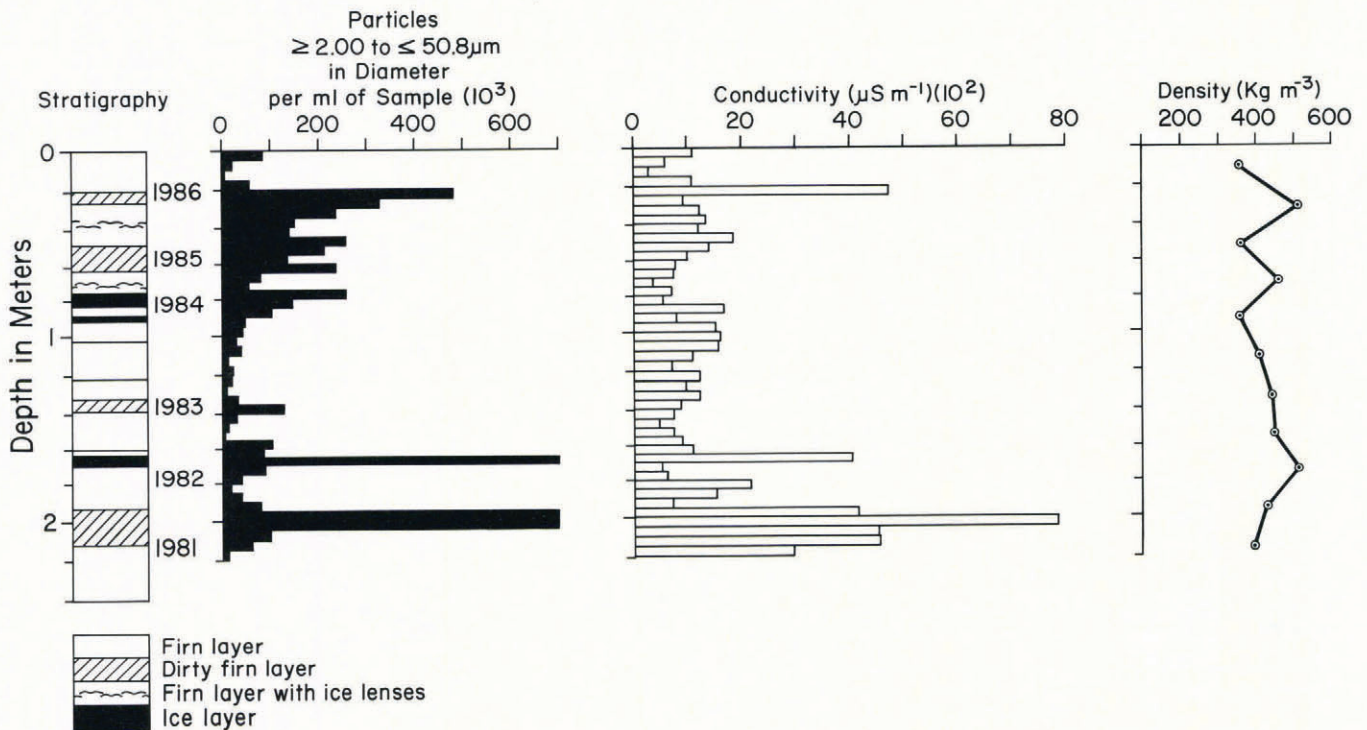 Particles
≥ 2.00 to ≤ 50.8µm
in Diameter
per ml of Sample (10³)
Stratigraphy
Conductivity (µS m⁻¹)(10²)
Density (Kg m⁻³)
0 200 400 600
0 20 40 60 80
200 400 600
Depth in Meters
0
1
2
1986
1985
1984
1983
1982
1981
Firn layer
Dirty firn layer
Firn layer with ice lenses
Ice layer